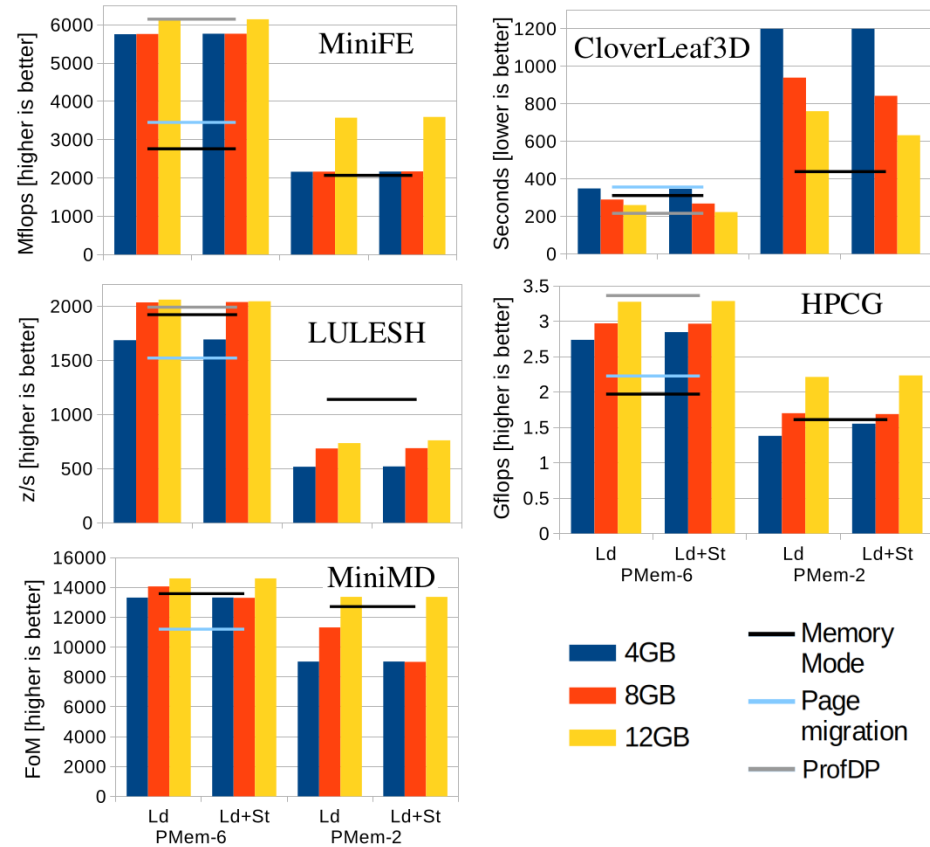 MiniFE
Mflops [higher is better]
6000
5000
4000
3000
2000
1000
0
CloverLeaf3D
Seconds [lower is better]
1200
1000
800
600
400
200
0
LULESH
z/s [higher is better]
2000
1500
1000
500
0
HPCG
Gflops [higher is better]
3.5
3
2.5
2
1.5
1
0.5
0
Ld Ld+St Ld Ld+St
PMem-6 PMem-2
MiniMD
FoM [higher is better]
16000
14000
12000
10000
8000
6000
4000
2000
0
Ld Ld+St Ld Ld+St
PMem-6 PMem-2
4GB
8GB
12GB
Memory
Mode
Page
migration
ProfDP